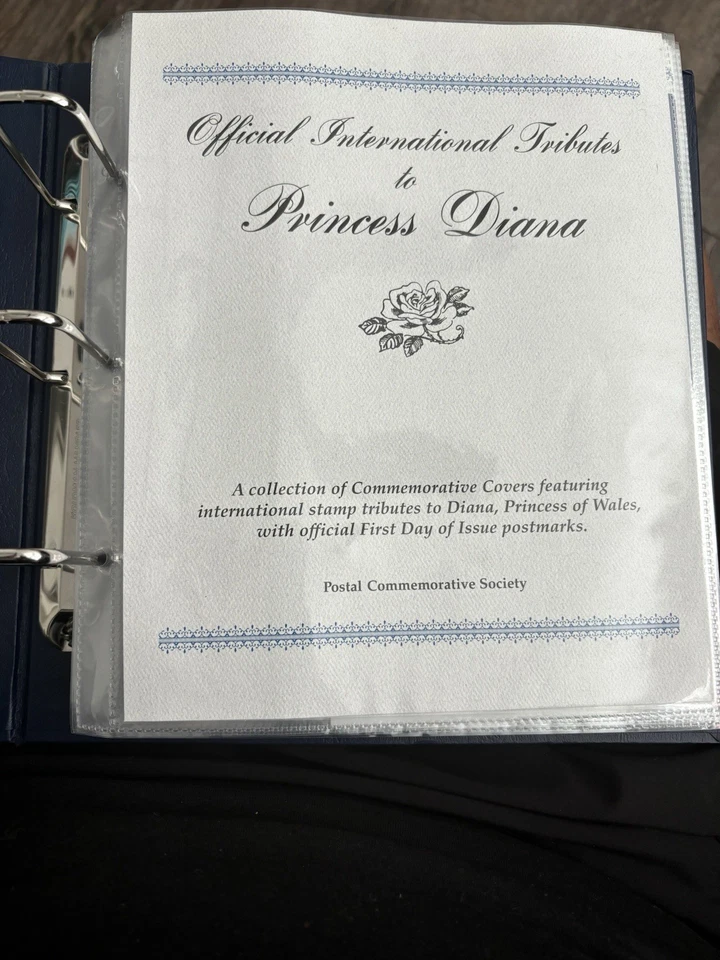 Official International Tributes
to
Princess Diana
A collection of Commemorative Covers featuring
international stamp tributes to Diana, Princess of Wales,
with official First Day of Issue postmarks.
Postal Commemorative Society